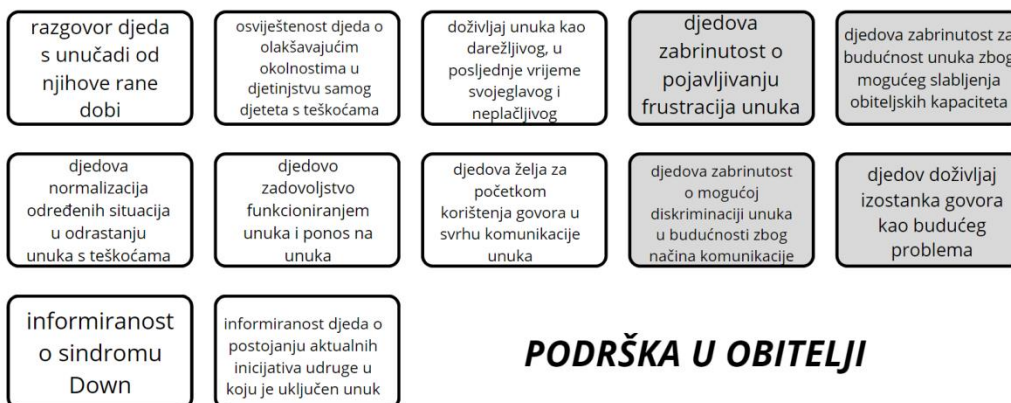 razgovor djeda
s unučadi od
njihove rane
dobi
osviještenost djeda o
olakšavajućim
okolnostima u
djetinjstvu samog
djeteta s teškoćama
doživljaj unuka kao
darežljivog, u
posljednje vrijeme
svojeglavog i
neplačljivog
djedova
zabrinutost o
pojavljivanju
frustracija unuka
djedova zabrinutost za
budućnost unuka zbog
mogućeg slabljenja
obiteljskih kapaciteta
djedova
normalizacija
određenih situacija
u odrastanju
unuka s teškoćama
djedovo
zadovoljstvo
funkcioniranjem
unuka i ponos na
unuka
djedova želja za
početkom
korištenja govora u
svrhu komunikacije
unuka
djedova zabrinutost
o mogućoj
diskriminaciji unuka
u budućnosti zbog
načina komunikacije
djedov doživljaj
izostanka govora
kao budućeg
problema
informiranost
o sindromu
Down
informiranost djeda o
postojanju aktualnih
inicijativa udruge u
koju je uključen unuk
PODRŠKA U OBITELJI